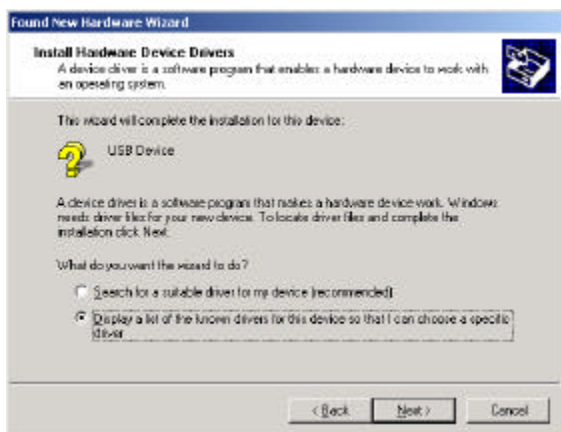 Found New Hardware Wizard
Install Hardware Device Drivers
A device driver is a software program that enables a hardware device to work with
an operating system.
This wizard will complete the installation for this device:
USB Device
A device driver is a software program that makes a hardware device work. Windows
needs driver files for your new device. To locate driver files and complete the
installation click Next.
What do you want the wizard to do?
Search for a suitable driver for my device (recommended)
Display a list of the known drivers for this device so that I can choose a specific
driver
< Back
Next >
Cancel